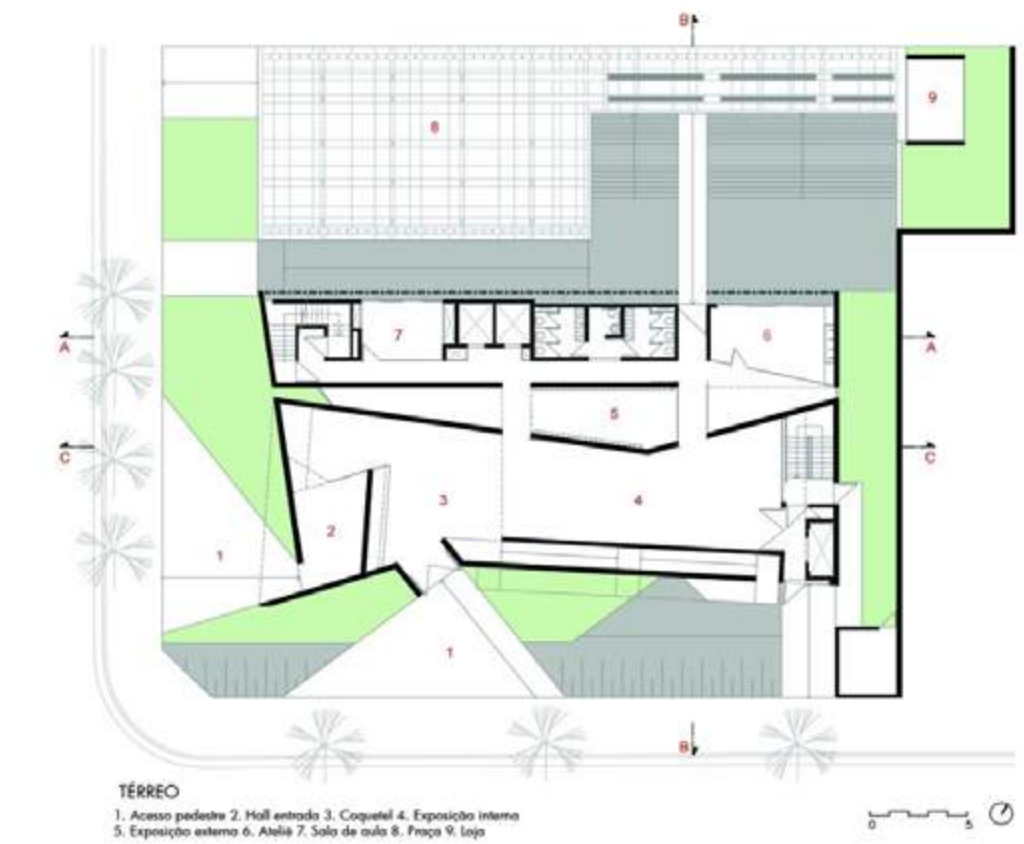 B
8
9
7
6
A
A
5
C
C
3
4
2
1
1
B
TÉRREO
1. Acesso pedestre 2. Hall entrada 3. Coquetel 4. Exposição interna
5. Exposição externa 6. Ateliê 7. Sala de aula 8. Praça 9. Loja
0 5